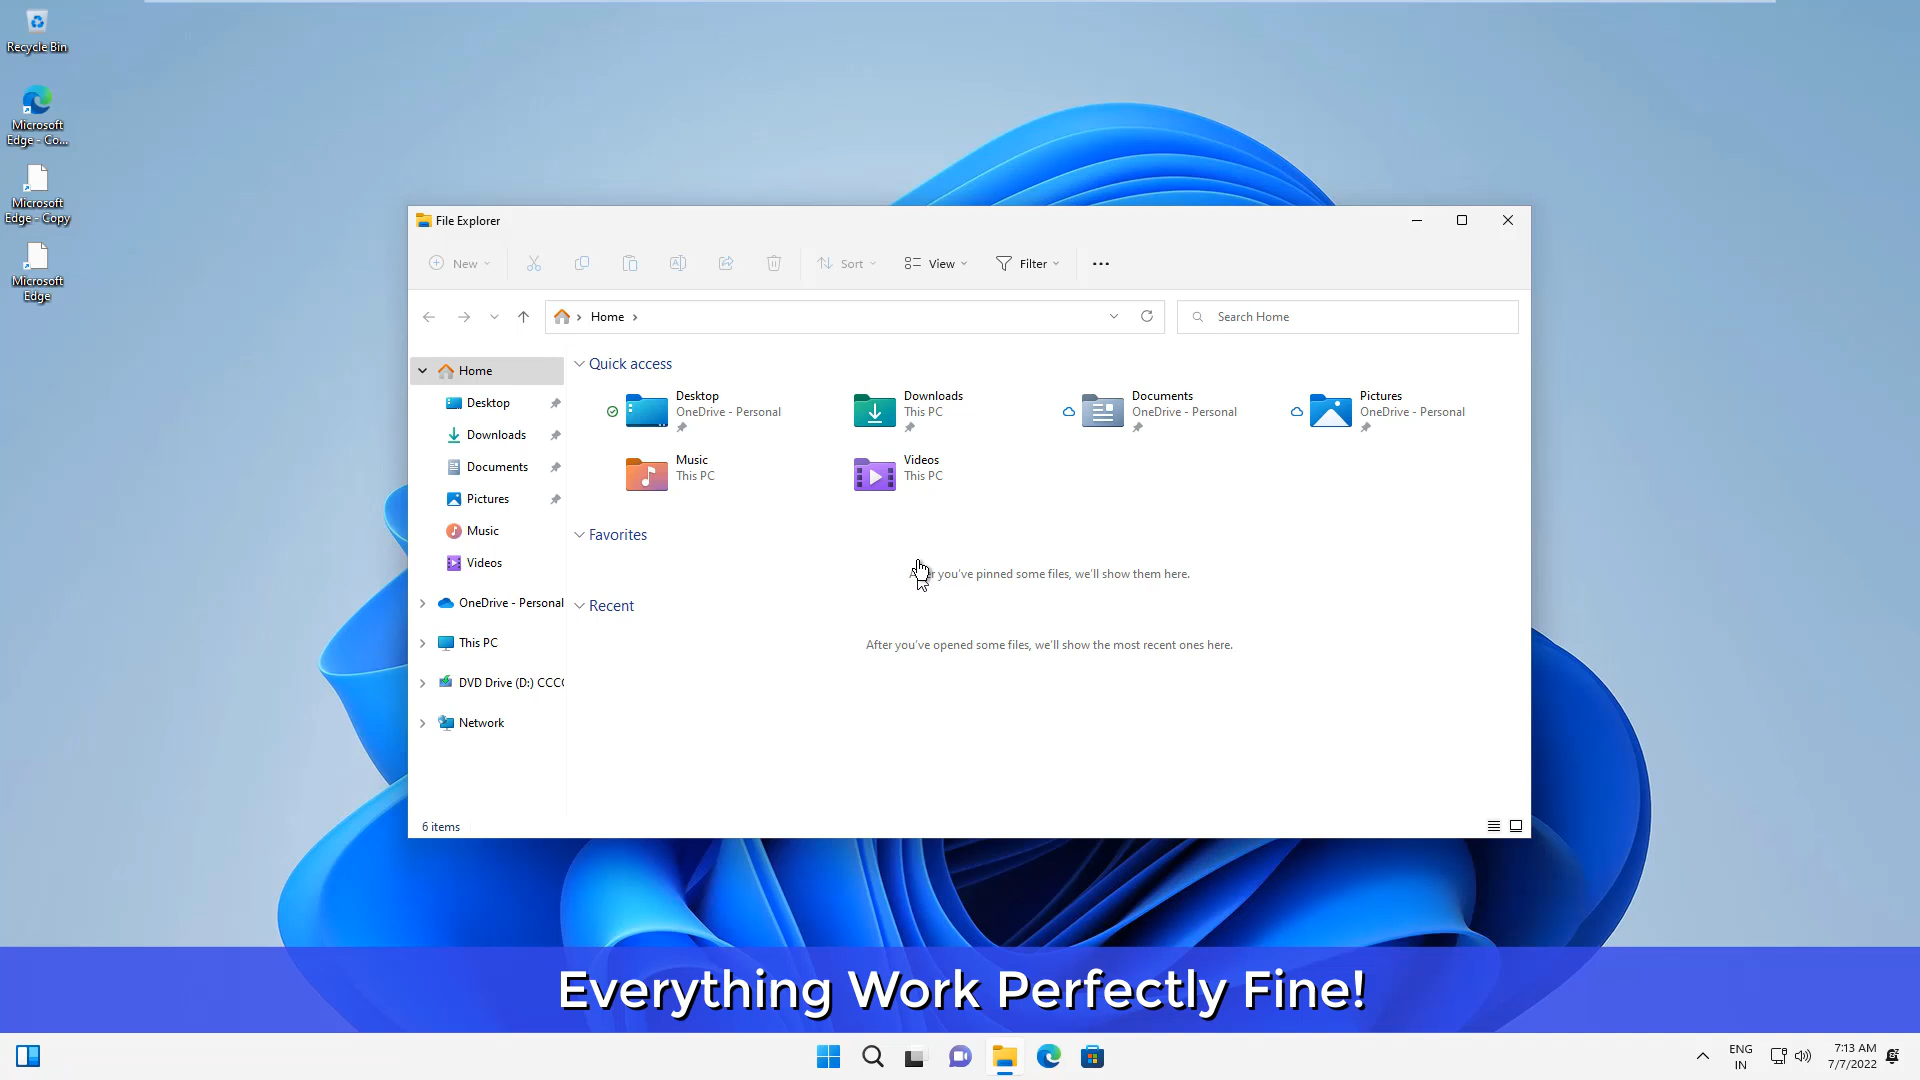 Recycle Bin
Microsoft
Edge - Co...
Microsoft
Edge - Copy
Microsoft
Edge
File Explorer
New
Sort
View
Filter
Home
Search Home
Home
Desktop
Downloads
Documents
Pictures
Music
Videos
OneDrive - Personal
This PC
DVD Drive (D:) CCC
Network
Quick access
Desktop
OneDrive - Personal
Downloads
This PC
Documents
OneDrive - Personal
Pictures
OneDrive - Personal
Music
This PC
Videos
This PC
Favorites
you've pinned some files, we'll show them here.
Recent
After you've opened some files, we'll show the most recent ones here.
6 items
Everything Work Perfectly Fine!
ENG
IN
7:13 AM
7/7/2022